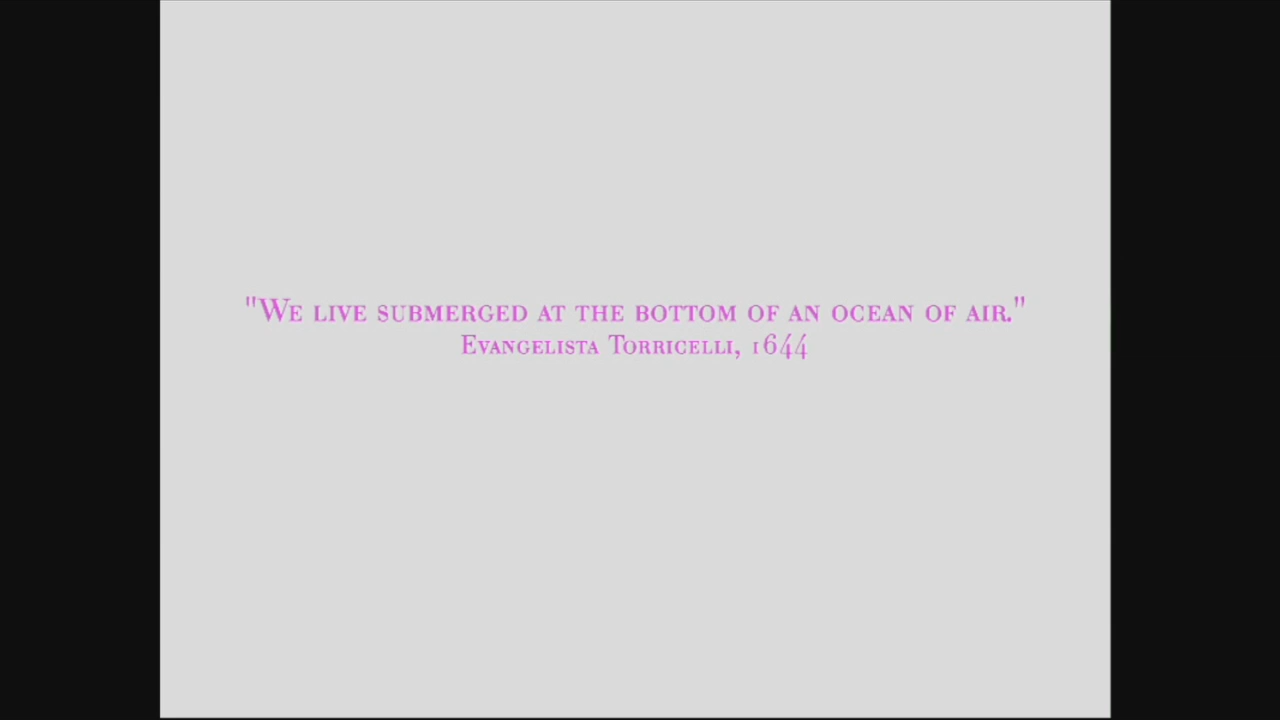 "We live submerged at the bottom of an ocean of air."
Evangelista Torricelli, 1644